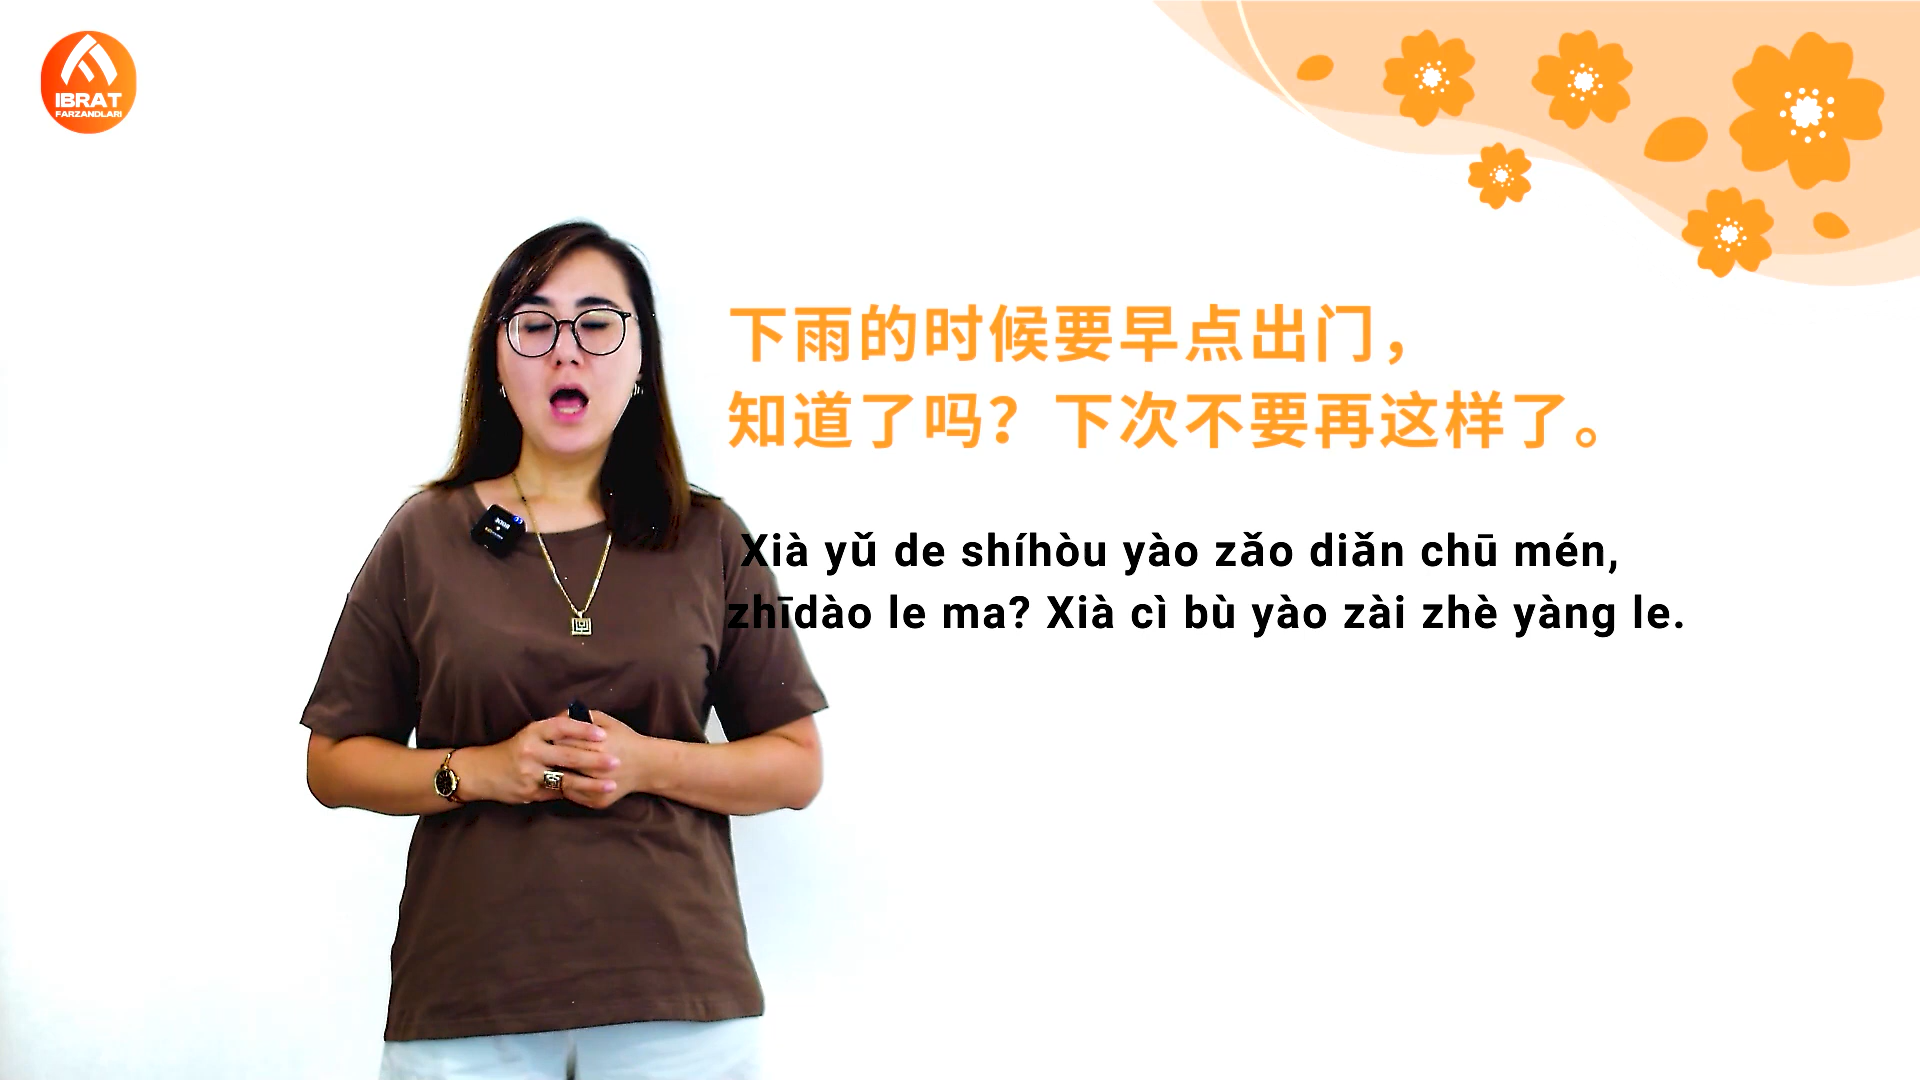 IBRAT
FARZANDLARI
下雨的时候要早点出门，
知道了吗？下次不要再这样了。
Xià yǔ de shíhòu yào zǎo diǎn chū mén,
zhīdào le ma? Xià cì bù yào zài zhè yàng le.